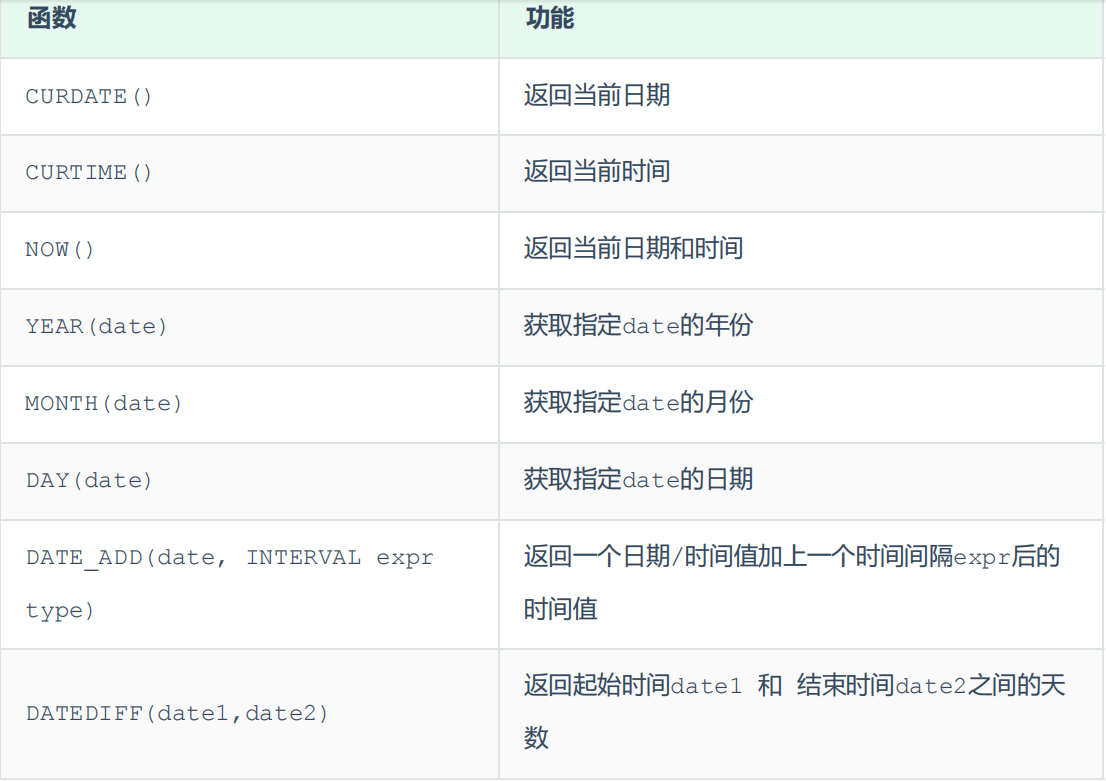 函数 功能
CURDATE() 返回当前日期
CURTIME() 返回当前时间
NOW() 返回当前日期和时间
YEAR(date) 获取指定date的年份
MONTH(date) 获取指定date的月份
DAY(date) 获取指定date的日期
DATE_ADD(date, INTERVAL expr
type)
返回一个日期/时间值加上一个时间间隔expr后的
时间值
DATEDIFF(date1,date2)
返回起始时间date1 和 结束时间date2之间的天
数